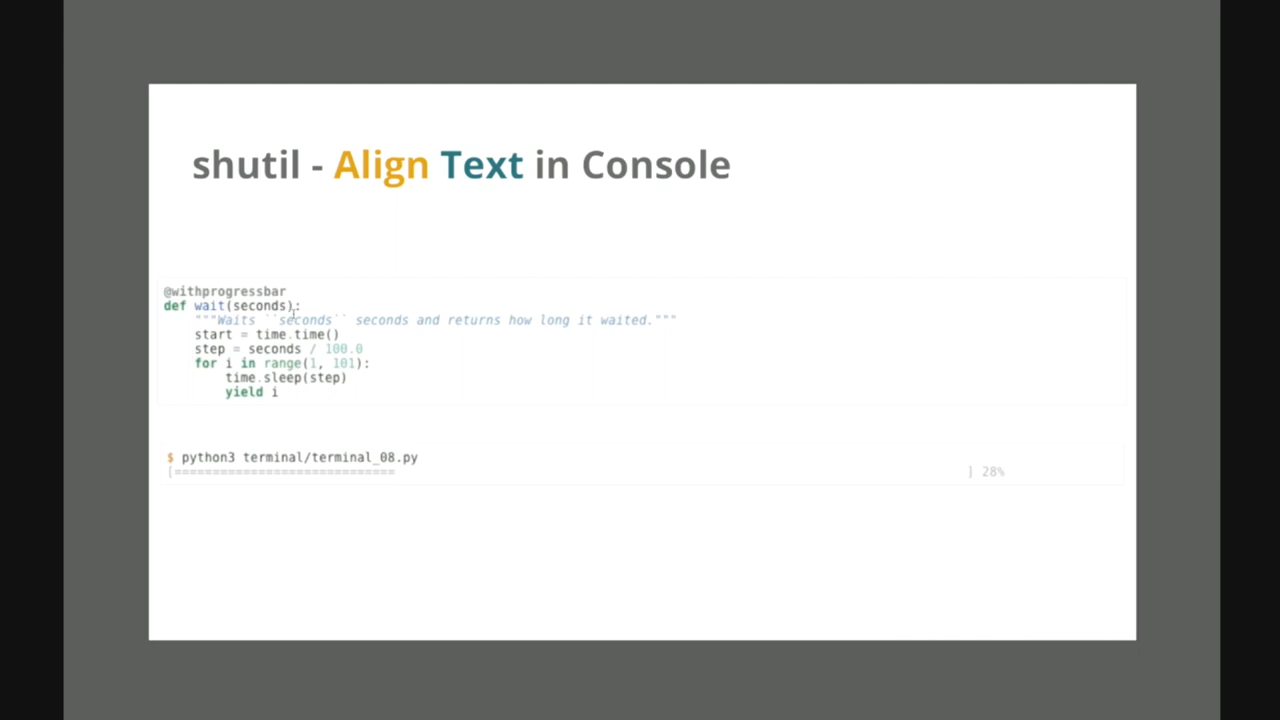 shutil - Align Text in Console
@withprogressbar
def wait(seconds):
    """Waits ``seconds`` seconds and returns how long it waited."""
    start = time.time()
    step = seconds / 100.0
    for i in range(1, 101):
        time.sleep(step)
        yield i
$ python3 terminal/terminal_08.py
[============================= ] 28%